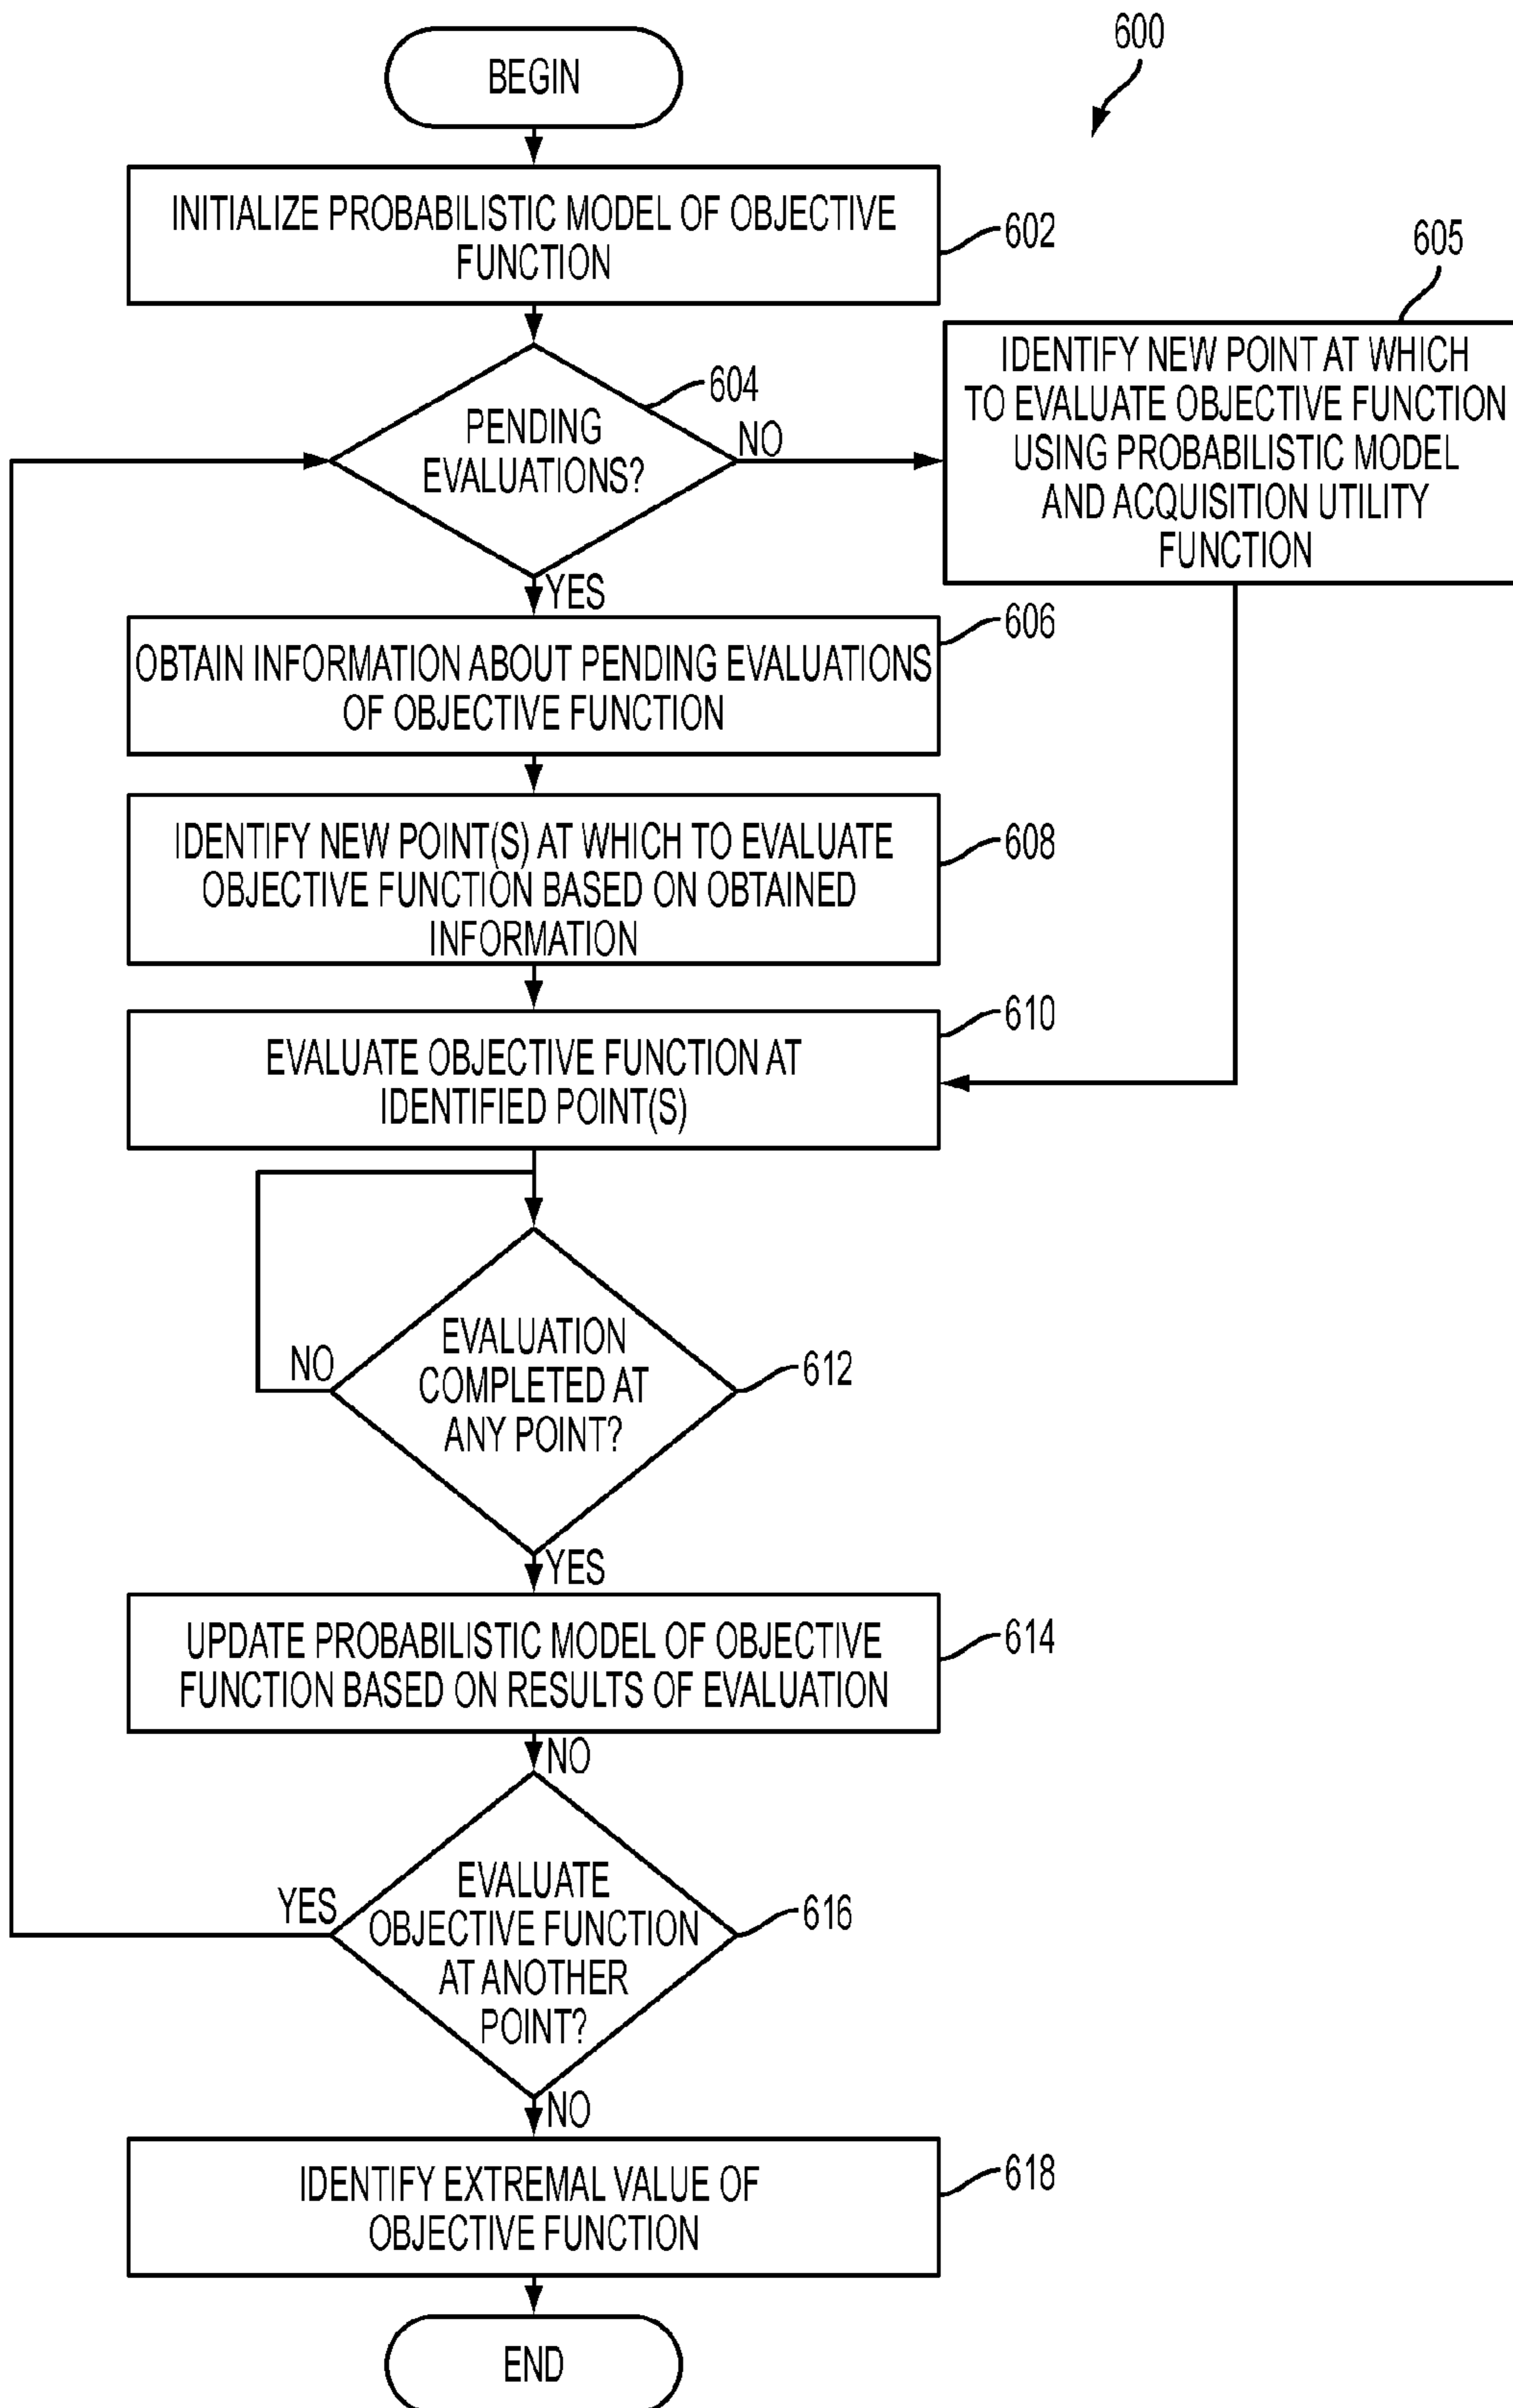 BEGIN
600
INITIALIZE PROBABILISTIC MODEL OF OBJECTIVE
FUNCTION
602
605
IDENTIFY NEW POINT AT WHICH
TO EVALUATE OBJECTIVE FUNCTION
USING PROBABILISTIC MODEL
AND ACQUISITION UTILITY
FUNCTION
604
PENDING
EVALUATIONS?
NO
YES
606
OBTAIN INFORMATION ABOUT PENDING EVALUATIONS
OF OBJECTIVE FUNCTION
IDENTIFY NEW POINT(S) AT WHICH TO EVALUATE
OBJECTIVE FUNCTION BASED ON OBTAINED
INFORMATION
608
610
EVALUATE OBJECTIVE FUNCTION AT
IDENTIFIED POINT(S)
NO
EVALUATION
COMPLETED AT
ANY POINT?
612
YES
UPDATE PROBABILISTIC MODEL OF OBJECTIVE
FUNCTION BASED ON RESULTS OF EVALUATION
614
NO
YES
EVALUATE
OBJECTIVE FUNCTION
AT ANOTHER
POINT?
616
NO
IDENTIFY EXTREMAL VALUE OF
OBJECTIVE FUNCTION
618
END